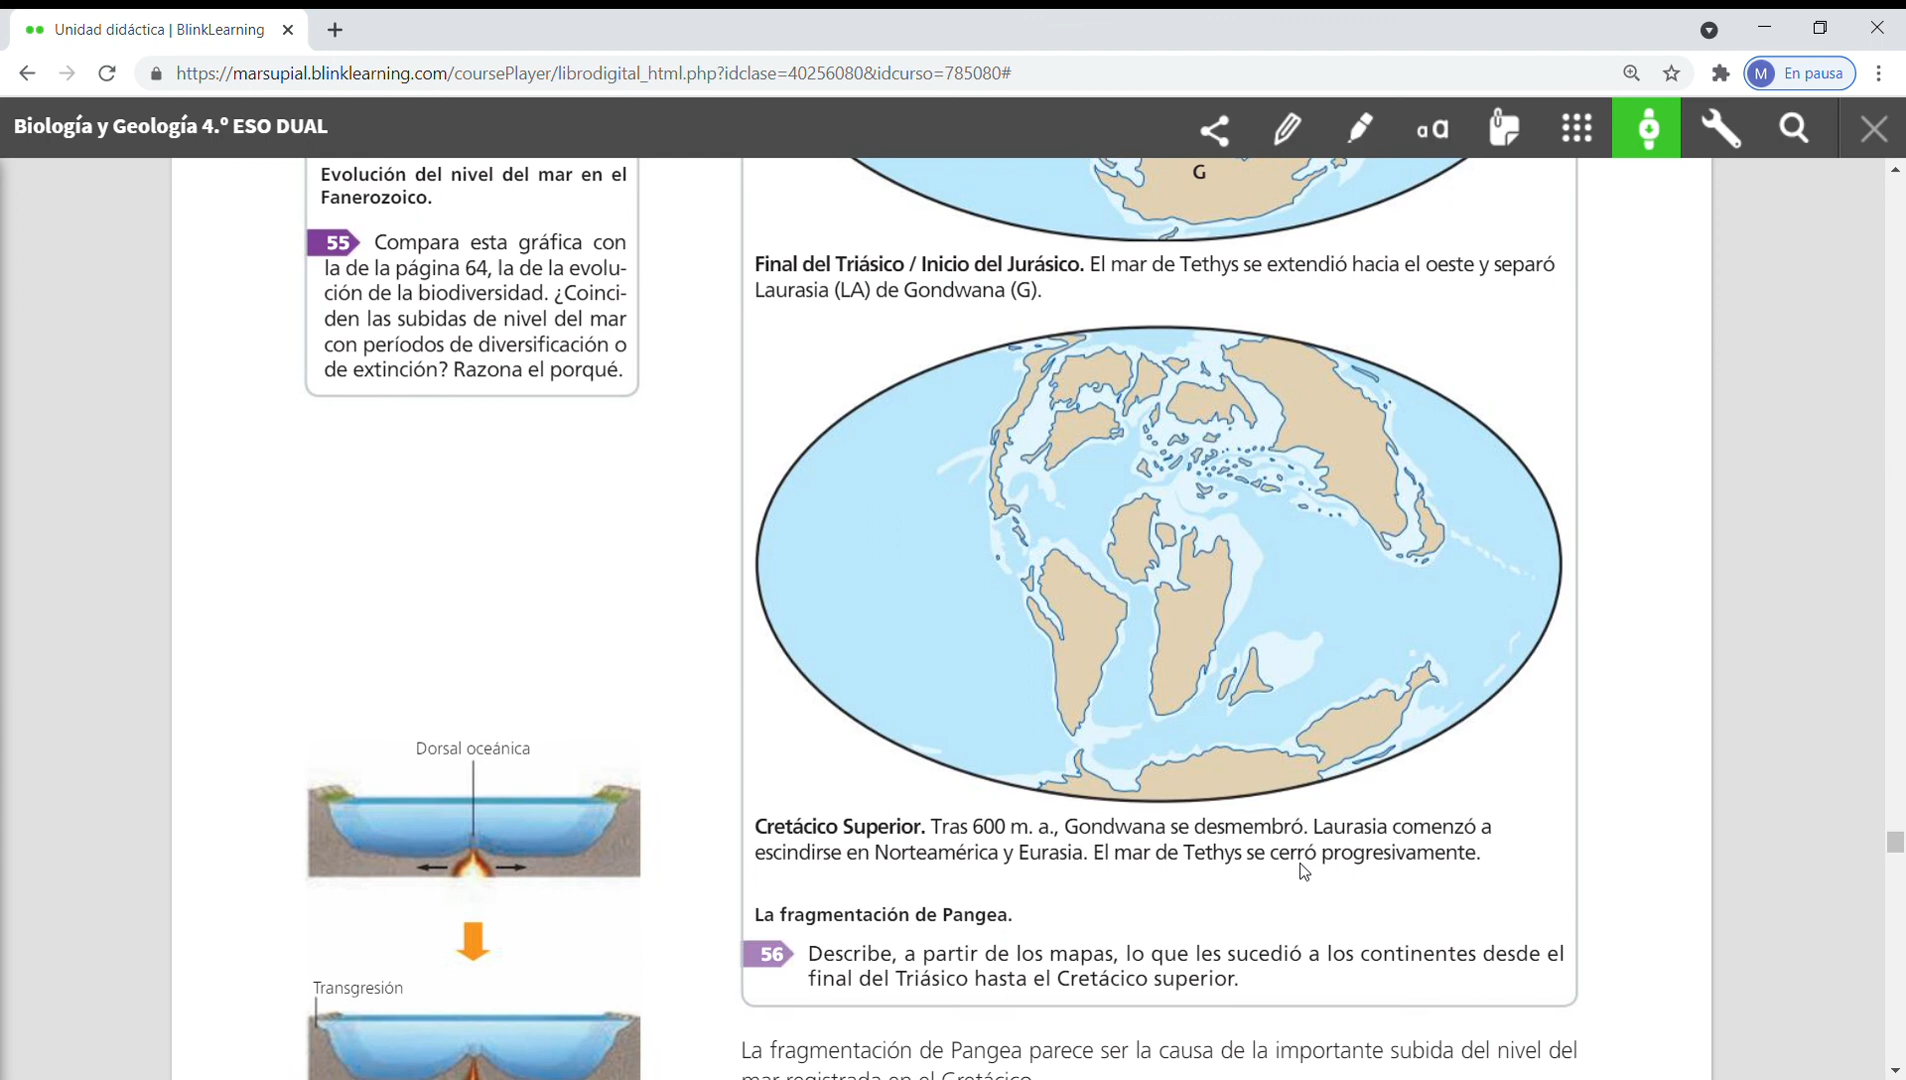 Unidad didáctica | BlinkLearning
https://marsupial.blinklearning.com/coursePlayer/librodigital_html.php?idclase=40256080&idcurso=785080#
M En pausa
Biología y Geología 4.º ESO DUAL
a a
Evolución del nivel del mar en el
Fanerozoico.
55 Compara esta gráfica con
la de la página 64, la de la evolu-
ción de la biodiversidad. ¿Coinci-
den las subidas de nivel del mar
con períodos de diversificación o
de extinción? Razona el porqué.
Dorsal oceánica
Transgresión
G
Final del Triásico / Inicio del Jurásico. El mar de Tethys se extendió hacia el oeste y separó
Laurasia (LA) de Gondwana (G).
Cretácico Superior. Tras 600 m. a., Gondwana se desmembró. Laurasia comenzó a
escindirse en Norteamérica y Eurasia. El mar de Tethys se cerró progresivamente.
La fragmentación de Pangea.
56 Describe, a partir de los mapas, lo que les sucedió a los continentes desde el
final del Triásico hasta el Cretácico superior.
La fragmentación de Pangea parece ser la causa de la importante subida del nivel del
mar registrada en el Cretácico